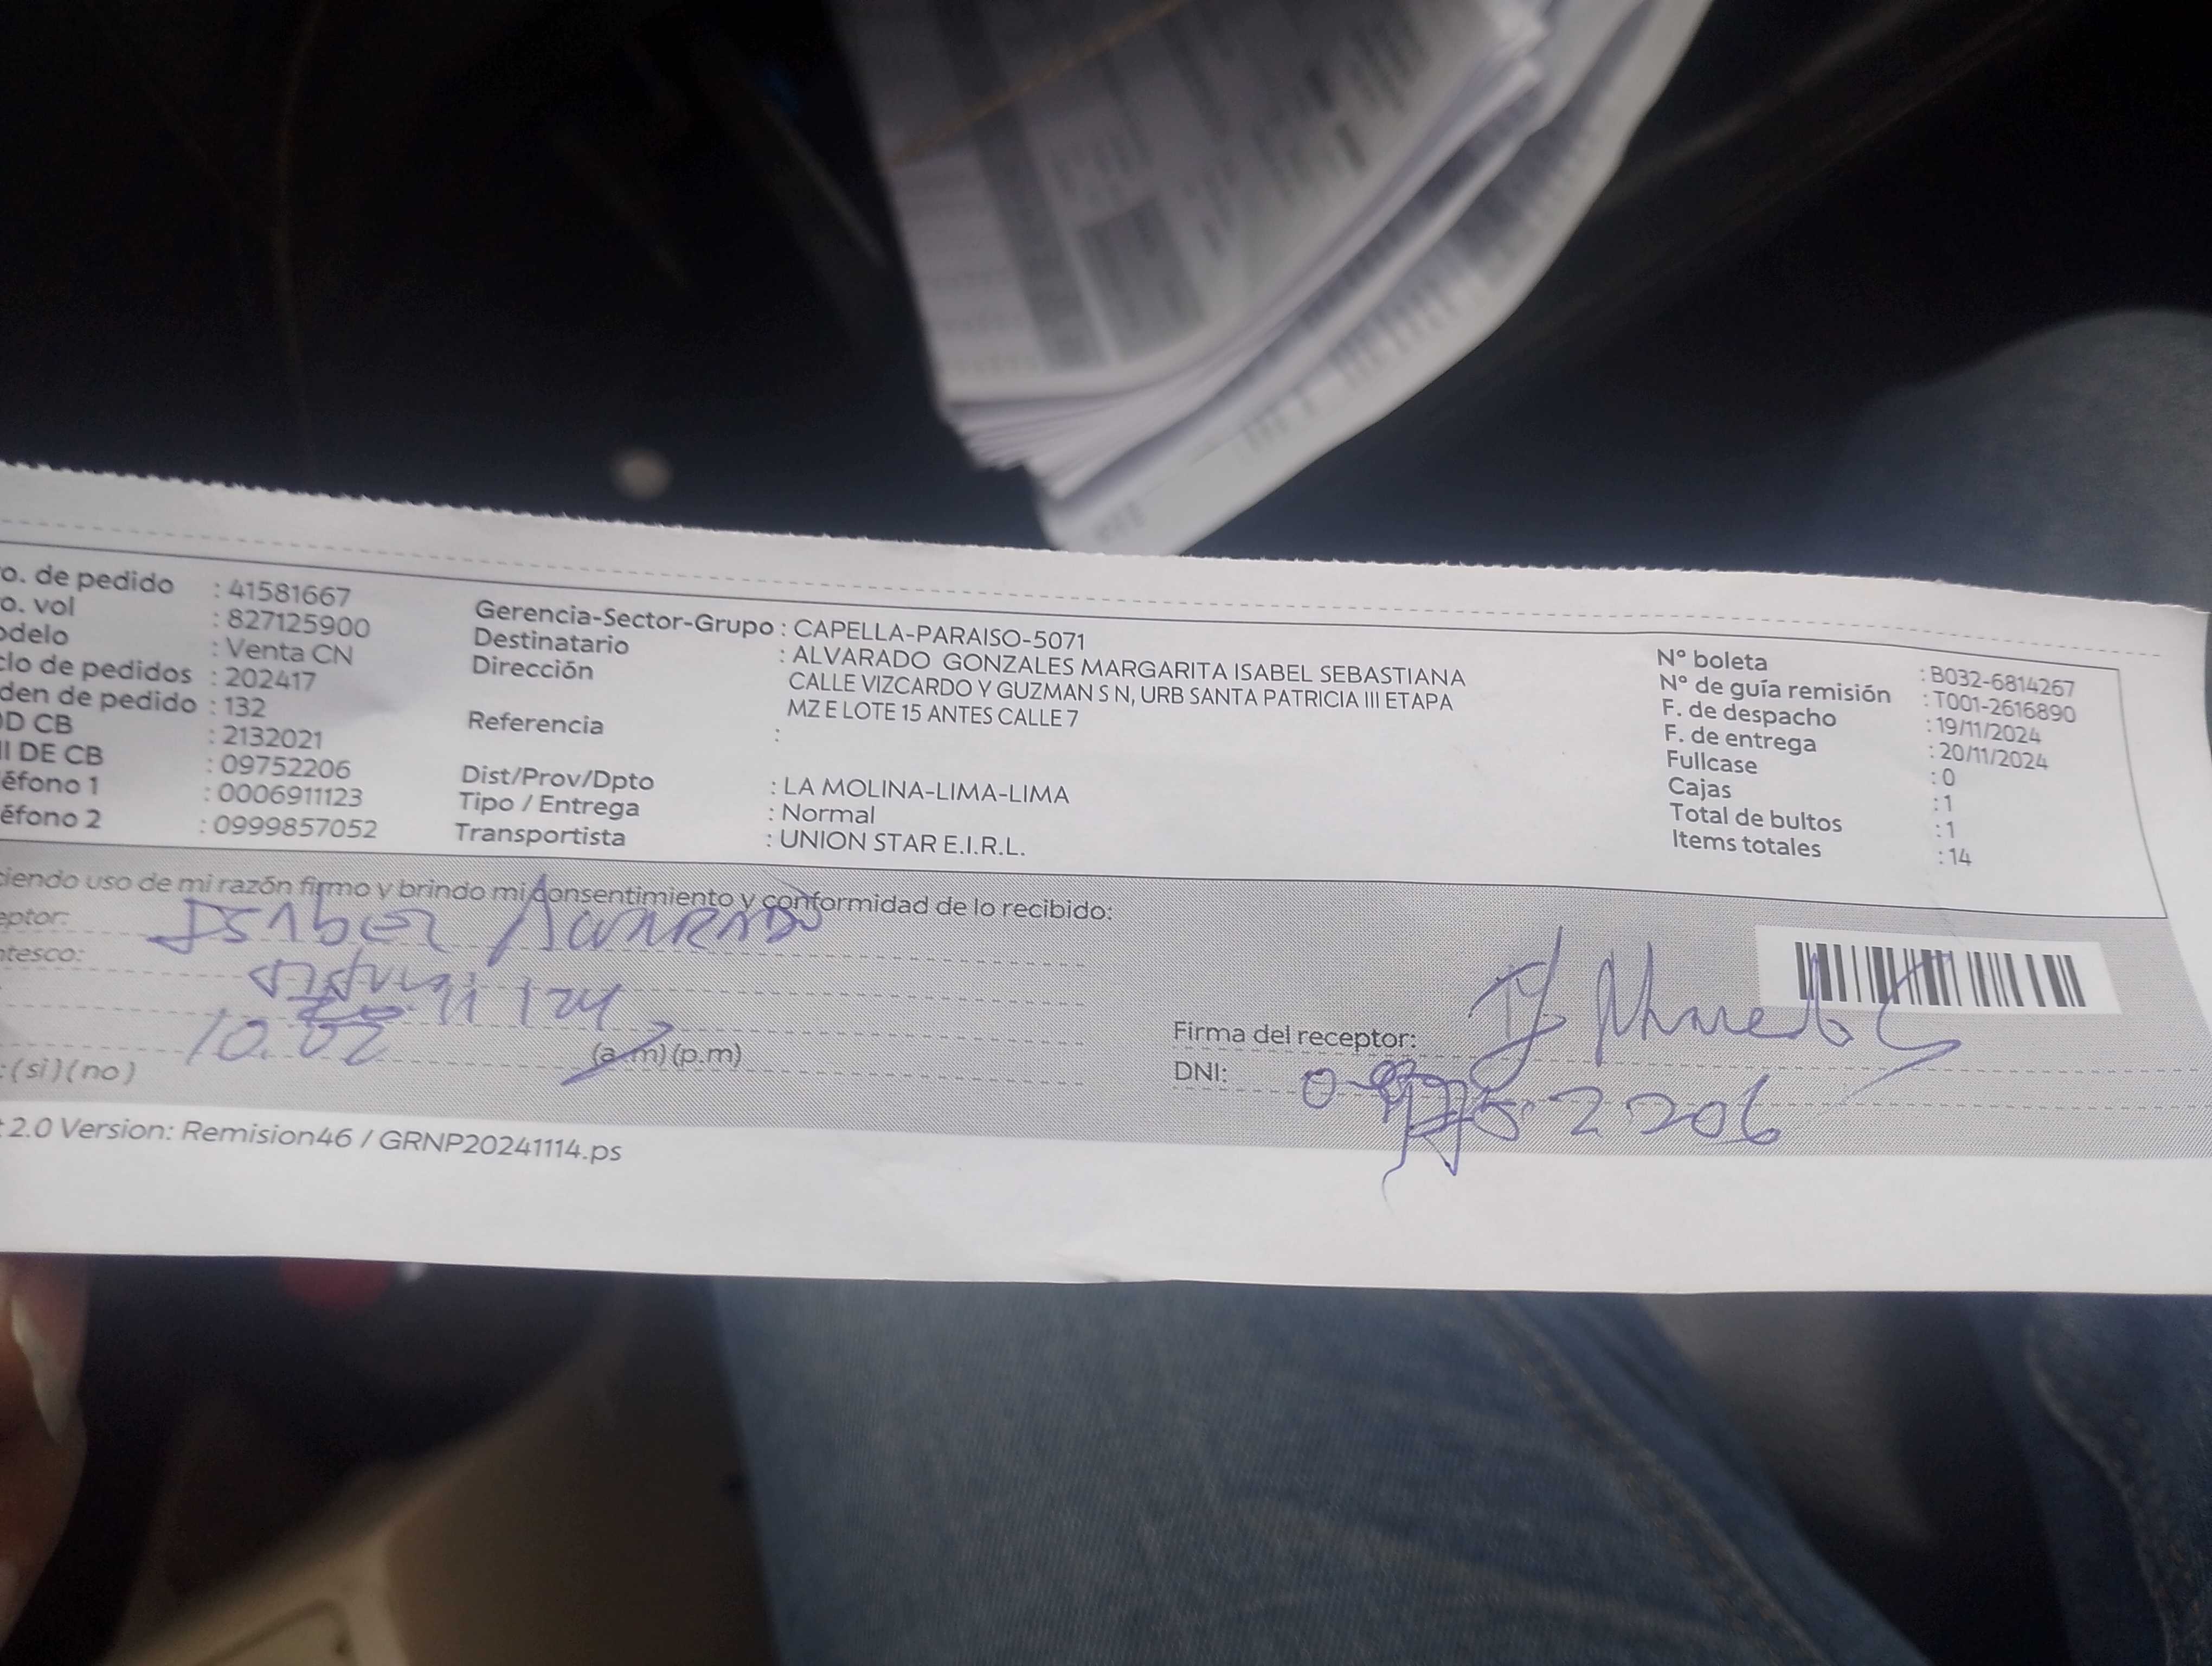 o. de pedido : 41581667
o. vol : 827125900
odelo : Venta CN
clo de pedidos : 202417
den de pedido : 132
D CB : 2132021
I DE CB : 09752206
éfono 1 : 0006911123
éfono 2 : 0999857052
Gerencia-Sector-Grupo : CAPELLA-PARAISO-5071
Destinatario : ALVARADO GONZALES MARGARITA ISABEL SEBASTIANA
Dirección CALLE VIZCARDO Y GUZMAN S N, URB SANTA PATRICIA III ETAPA
MZ E LOTE 15 ANTES CALLE 7
Referencia :
Dist/Prov/Dpto : LA MOLINA-LIMA-LIMA
Tipo / Entrega : Normal
Transportista : UNION STAR E.I.R.L.
N° boleta : B032-6814267
N° de guía remisión : T001-2616890
F. de despacho : 19/11/2024
F. de entrega : 20/11/2024
Fullcase : 0
Cajas : 1
Total de bultos : 1
Items totales : 14
ciendo uso de mi razón firmo y brindo mi consentimiento y conformidad de lo recibido:
eptor: ISABEL ALVARADO
ntesco:
11/24
10.02 (a.m)(p.m)
: (si)(no)
Firma del receptor:
DNI: 09752206
2.0 Version: Remision46 / GRNP20241114.ps